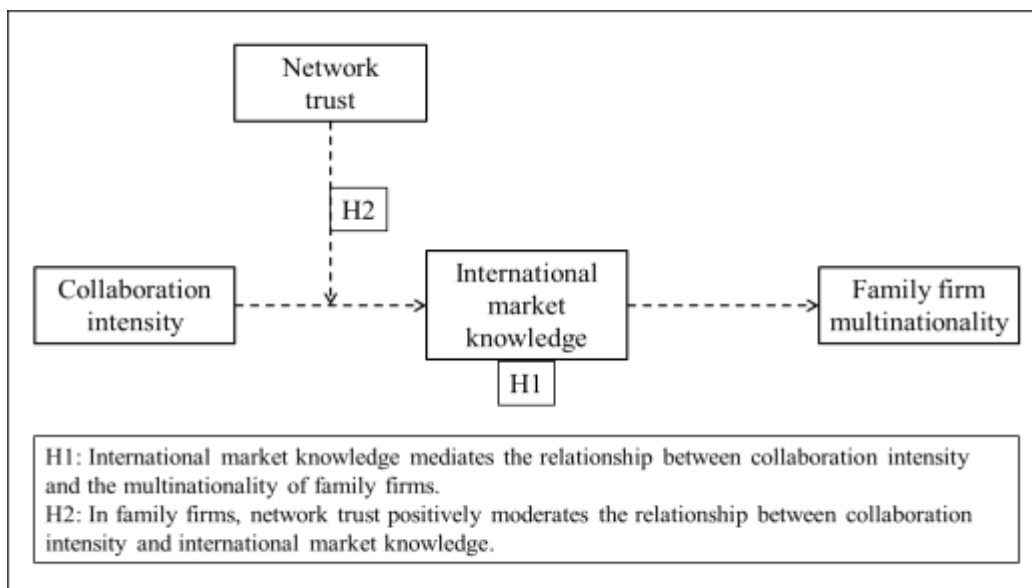 Network
trust
H2
Collaboration
intensity
International
market
knowledge
Family firm
multinationality
H1
H1: International market knowledge mediates the relationship between collaboration intensity
and the multinationality of family firms.
H2: In family firms, network trust positively moderates the relationship between collaboration
intensity and international market knowledge.